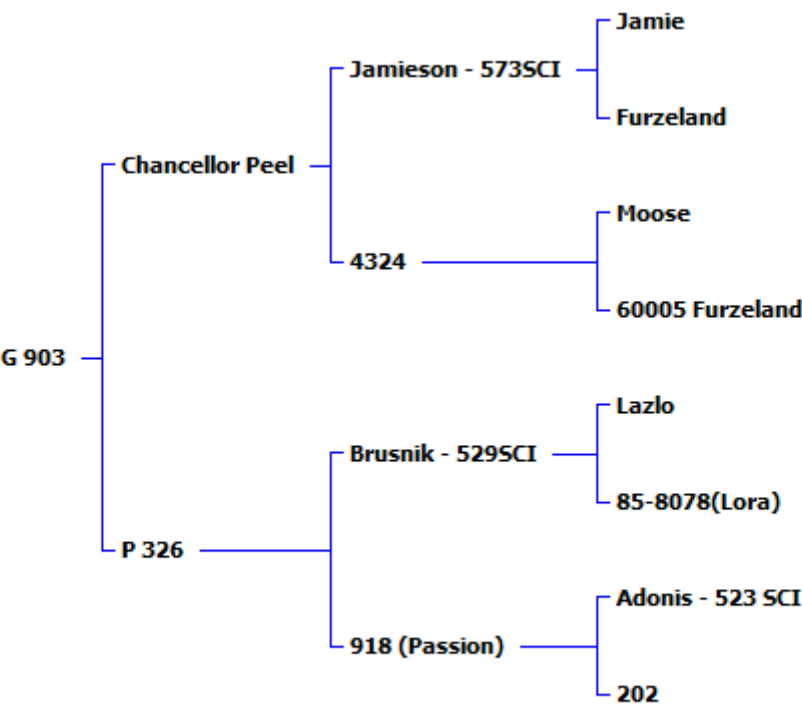 Jamie
Jamieson - 573SCI
Furzeland
Chancellor Peel
Moose
4324
60005 Furzeland
G 903
Lazlo
Brusnik - 529SCI
85-8078(Lora)
P 326
Adonis - 523 SCI
918 (Passion)
202